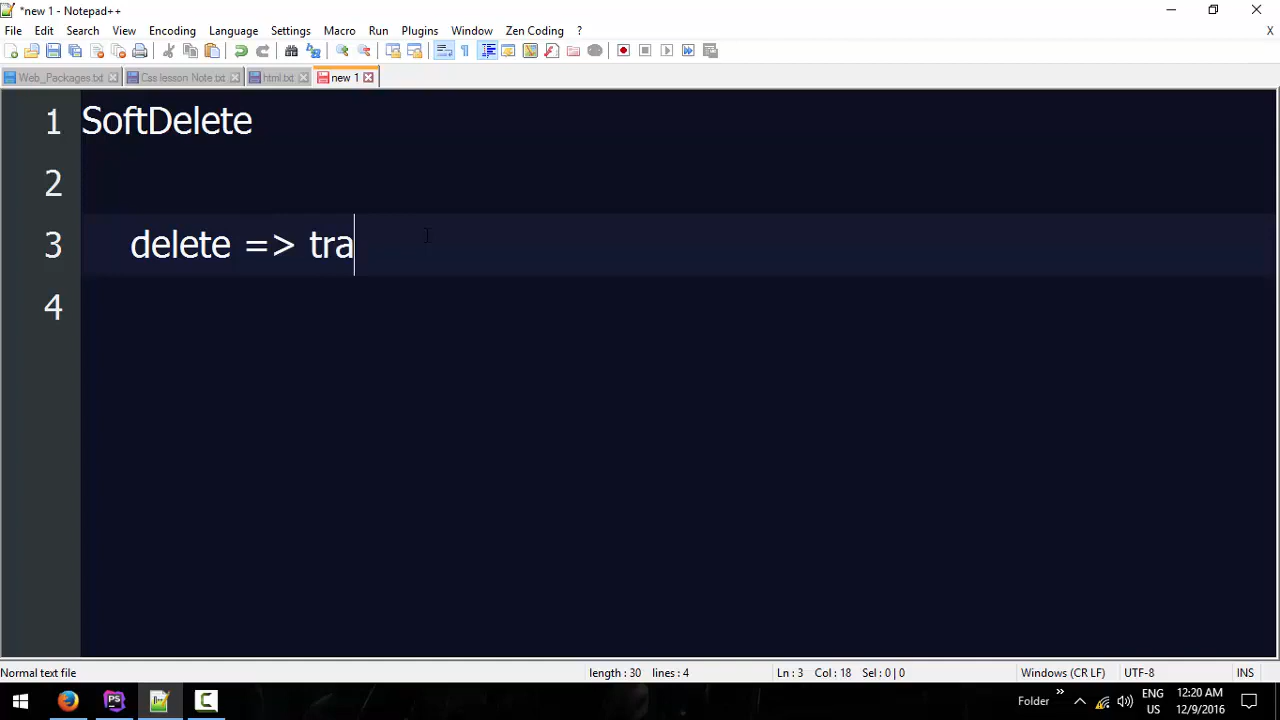 *new 1 - Notepad++
File Edit Search View Encoding Language Settings Macro Run Plugins Window Zen Coding ? X
Web_Packages.txt Css lesson Note.txt html.txt new 1
1 SoftDelete
2
3 delete => tra
4
Normal text file length : 30 lines : 4 Ln : 3 Col : 18 Sel : 0 | 0 Windows (CR LF) UTF-8 INS
PS Folder » ENG US 12:20 AM 12/9/2016